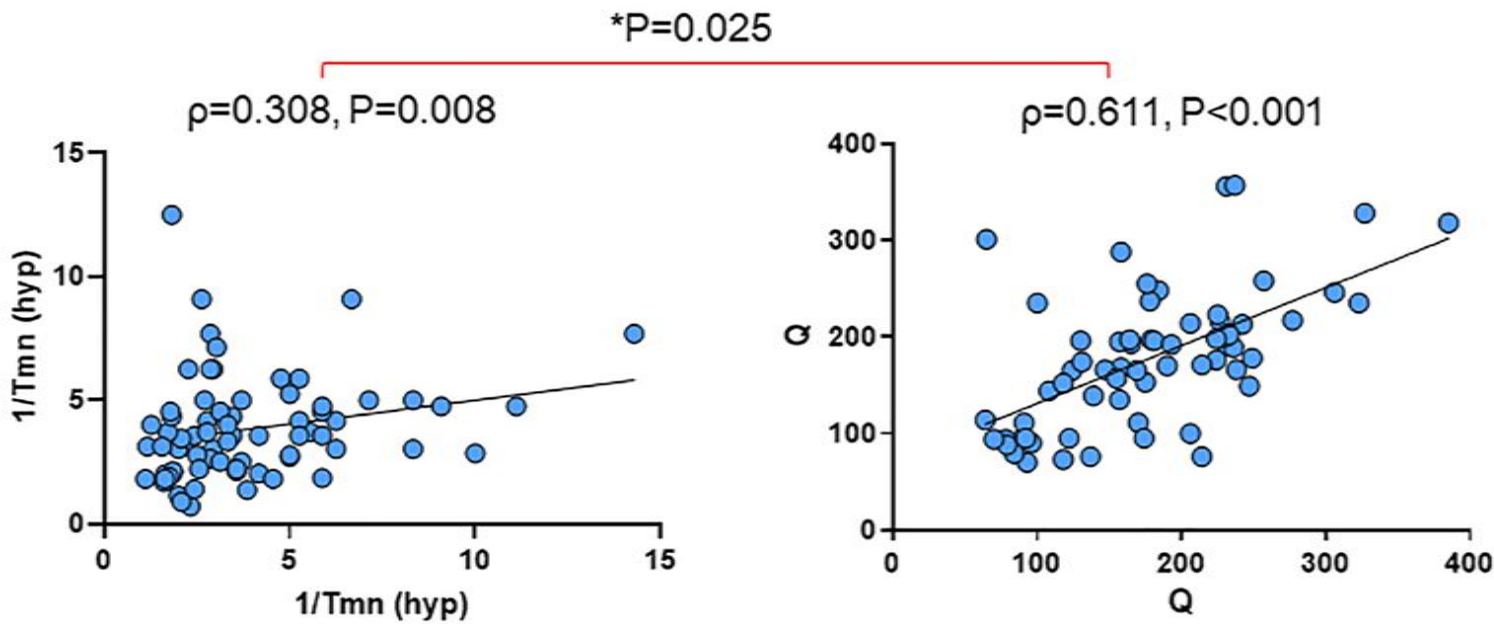 *P=0.025
ρ=0.308, P=0.008
ρ=0.611, P<0.001
15
10
5
0
1/Tmn (hyp)
0 5 10 15
1/Tmn (hyp)
400
300
200
100
0
Q
0 100 200 300 400
Q